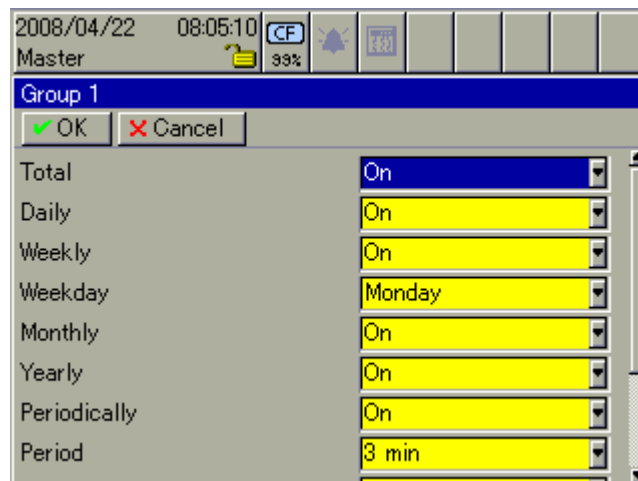 2008/04/22 08:05:10 CF
Master 99%
Group 1
OK Cancel
Total On
Daily On
Weekly On
Weekday Monday
Monthly On
Yearly On
Periodically On
Period 3 min